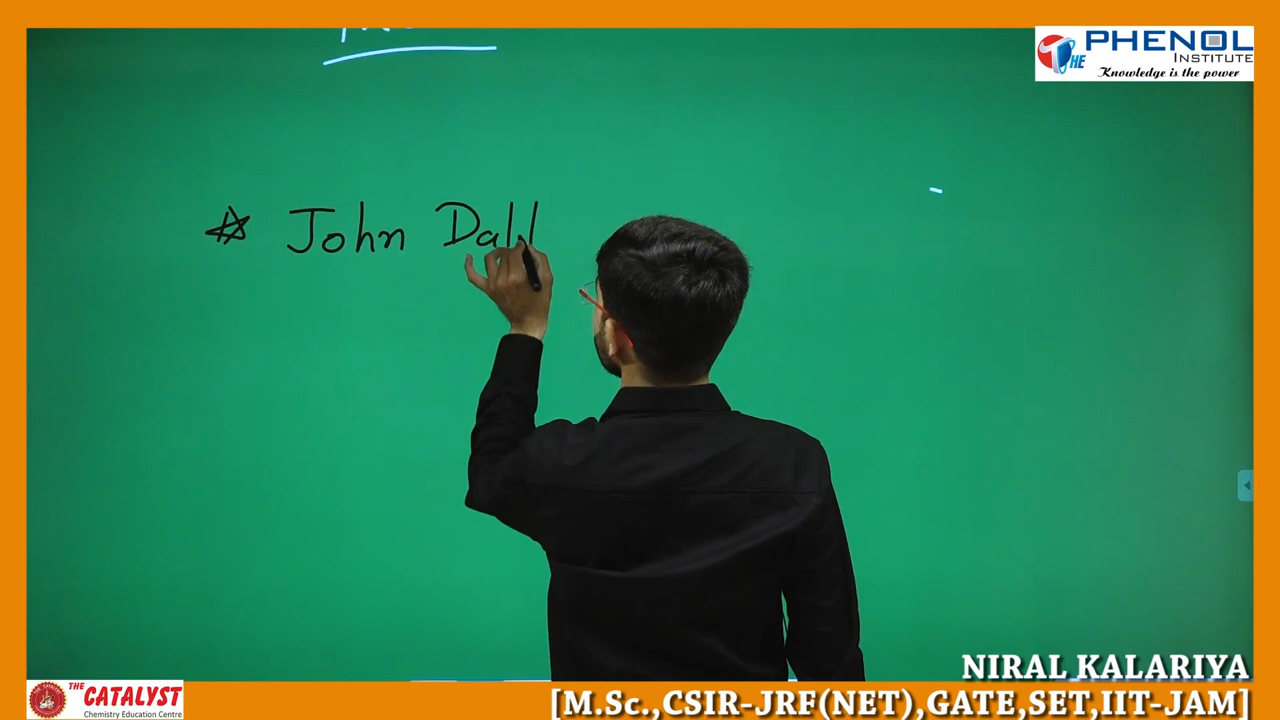 THE
PHENOL
INSTITUTE
Knowledge is the power
John Dal
NIRAL KALARIYA
[M.Sc.,CSIR-JRF(NET),GATE,SET,IIT-JAM]
THE
CATALYST
Chemistry Education Centre